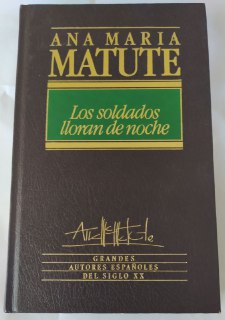 ANA MARIA
MATUTE
Los soldados
lloran de noche
GRANDES
AUTORES ESPAÑOLES
DEL SIGLO XX